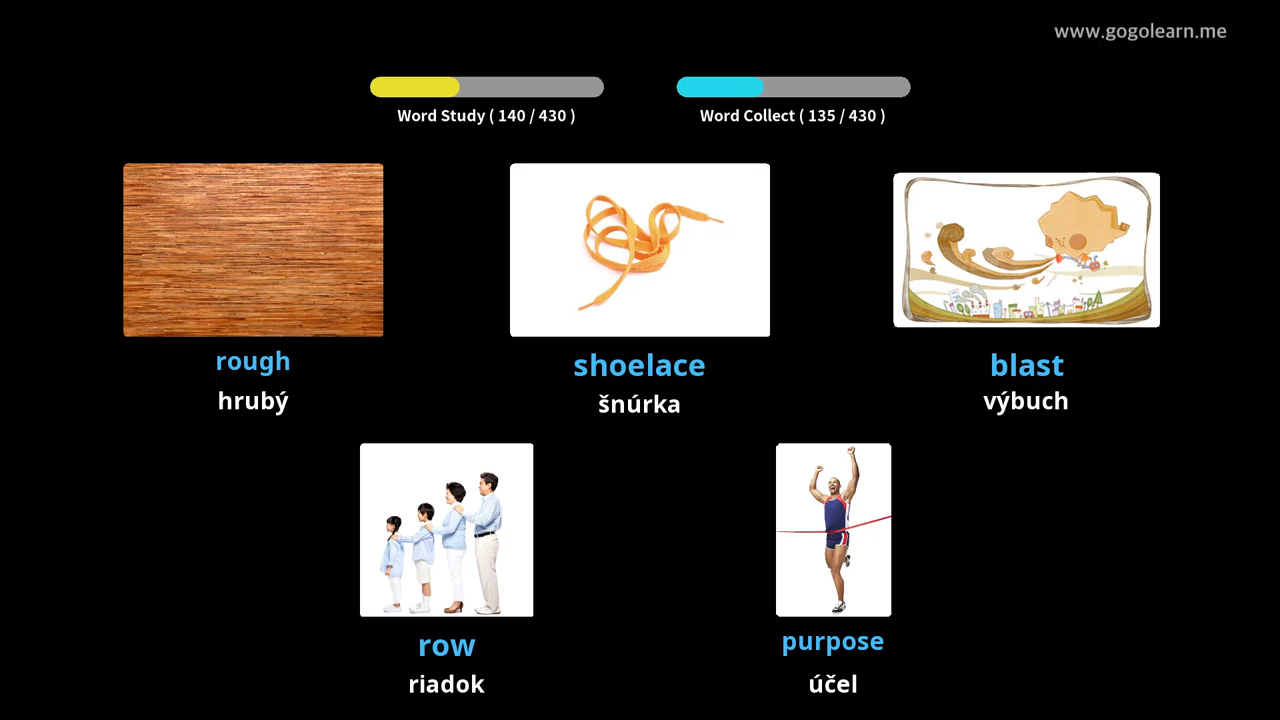 www.gogolearn.me
Word Study ( 140 / 430 )
Word Collect ( 135 / 430 )
rough
hrubý
shoelace
šnúrka
blast
výbuch
row
riadok
purpose
účel